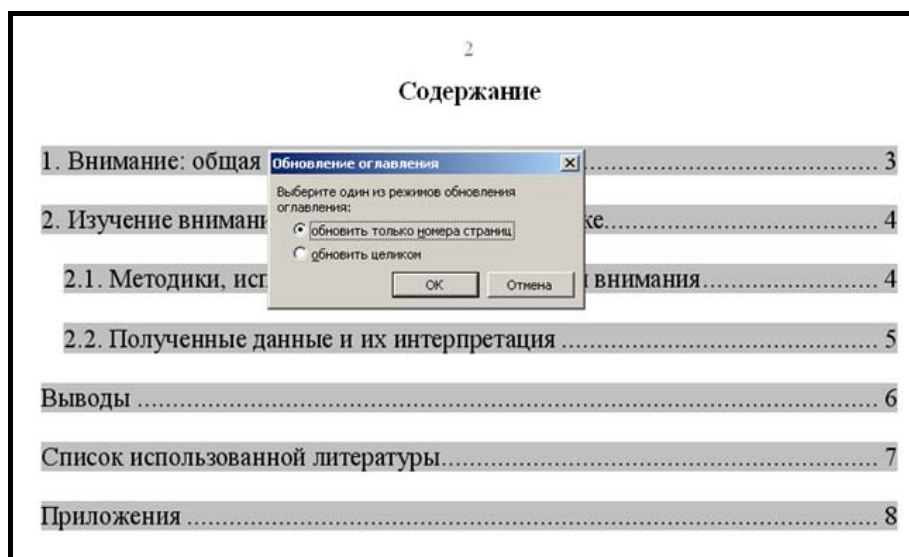 2
Содержание
1. Внимание: общая ..... 3
Обновление оглавления
Выберите один из режимов обновления
оглавления:
обновить только номера страниц
обновить целиком
ОК Отмена
2. Изучение вниман ке..... 4
2.1. Методики, исп внимания..... 4
2.2. Полученные данные и их интерпретация ..... 5
Выводы ..... 6
Список использованной литературы..... 7
Приложения ..... 8